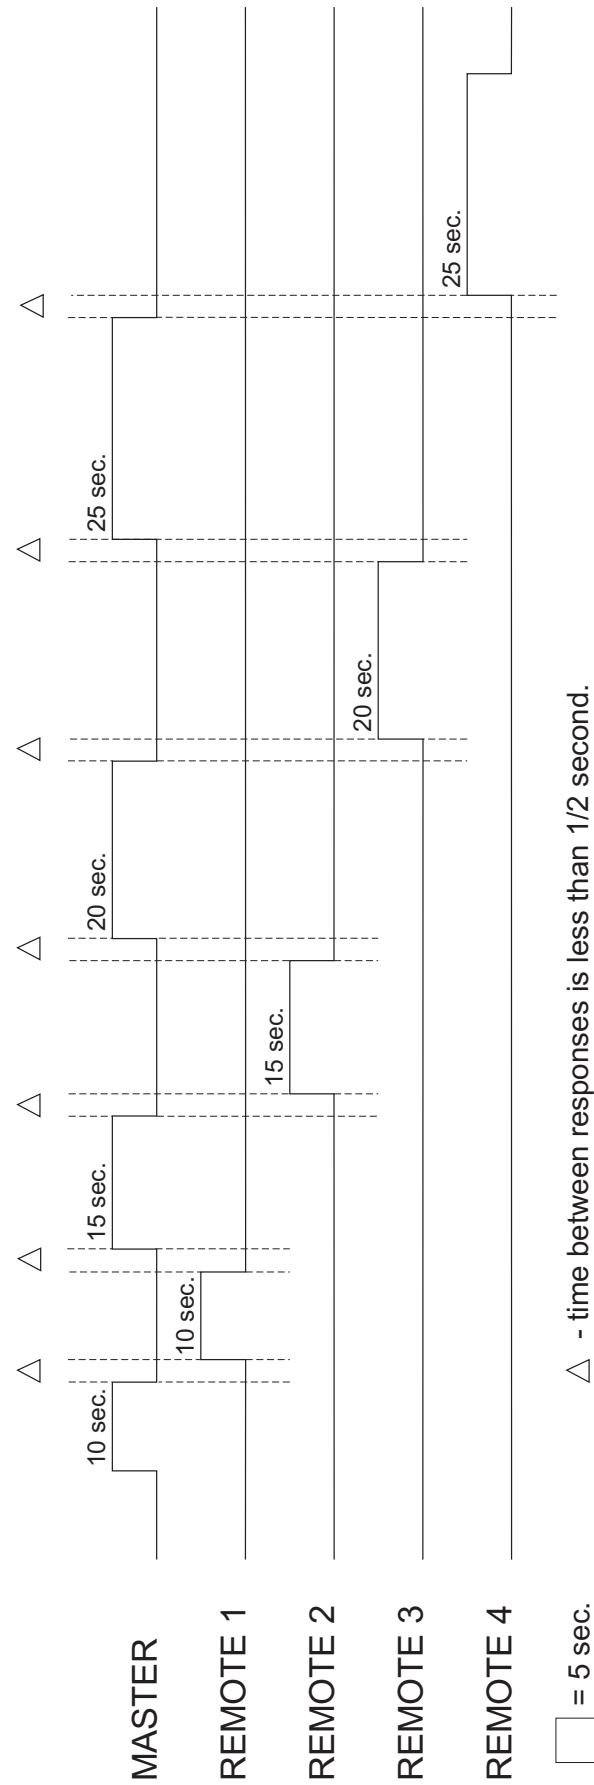 △ △ △ △ △ △ △
MASTER 10 sec. 15 sec. 20 sec. 25 sec.
REMOTE 1 10 sec.
REMOTE 2 15 sec.
REMOTE 3 20 sec.
REMOTE 4 25 sec.
= 5 sec. △ - time between responses is less than 1/2 second.